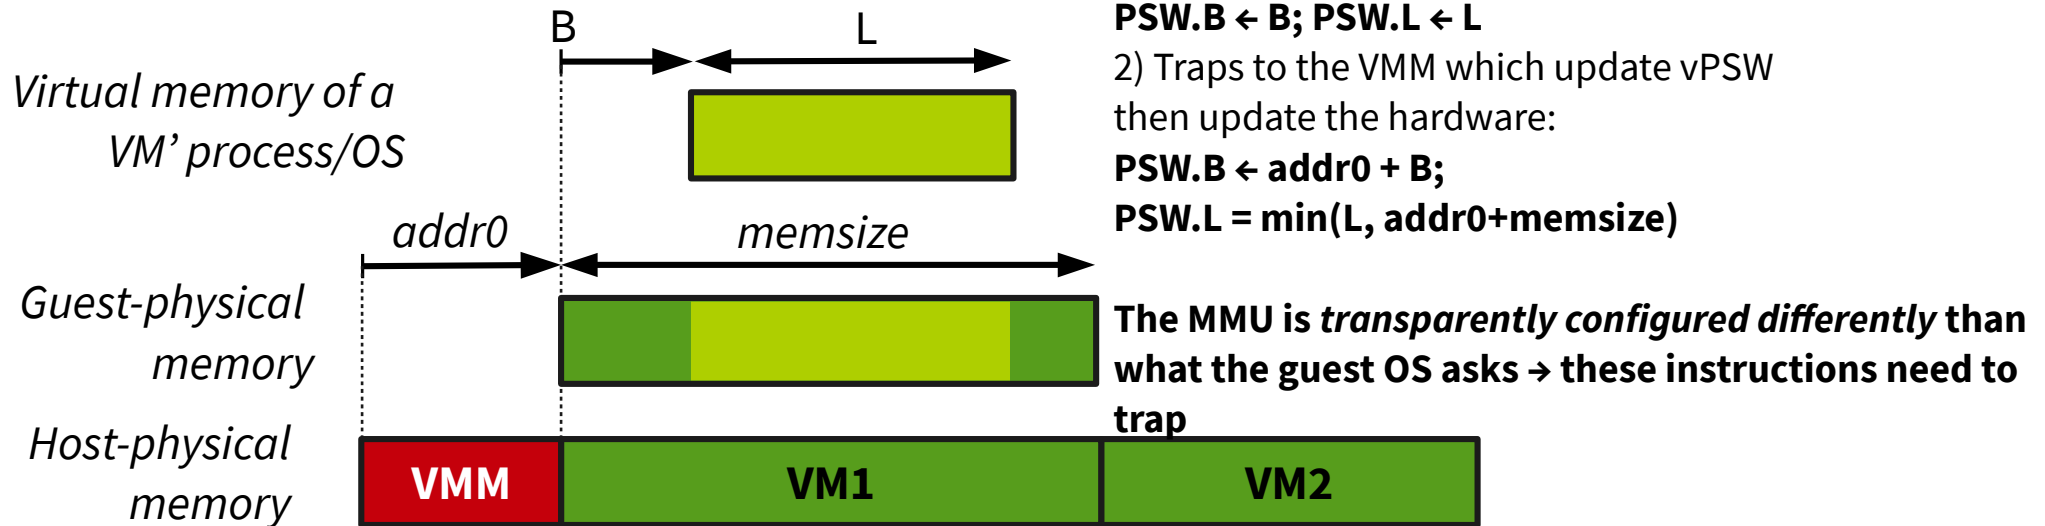 B
L
Virtual memory of a
VM’ process/OS
addr0
memsize
Guest-physical
memory
Host-physical
memory
VMM
VM1
VM2
PSW.B ← B; PSW.L ← L
2) Traps to the VMM which update vPSW
then update the hardware:
PSW.B ← addr0 + B;
PSW.L = min(L, addr0+memsize)
The MMU is transparently configured differently than
what the guest OS asks → these instructions need to
trap